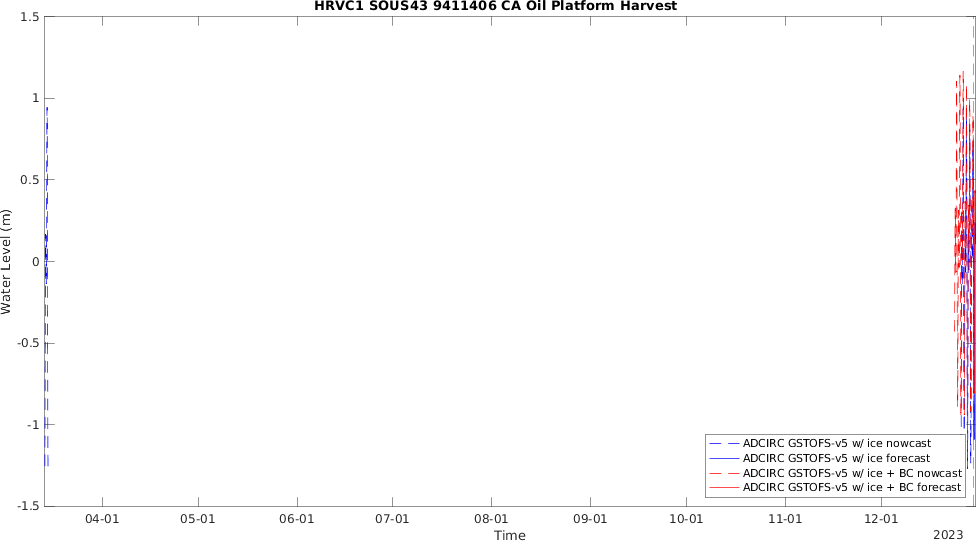 HRVC1 SOUS43 9411406 CA Oil Platform Harvest
1.5
1
0.5
0
-0.5
-1
-1.5
Water Level (m)
04-01 05-01 06-01 07-01 08-01 09-01 10-01 11-01 12-01
Time
2023
ADCIRC GSTOFS-v5 w/ ice nowcast
ADCIRC GSTOFS-v5 w/ ice forecast
ADCIRC GSTOFS-v5 w/ ice + BC nowcast
ADCIRC GSTOFS-v5 w/ ice + BC forecast